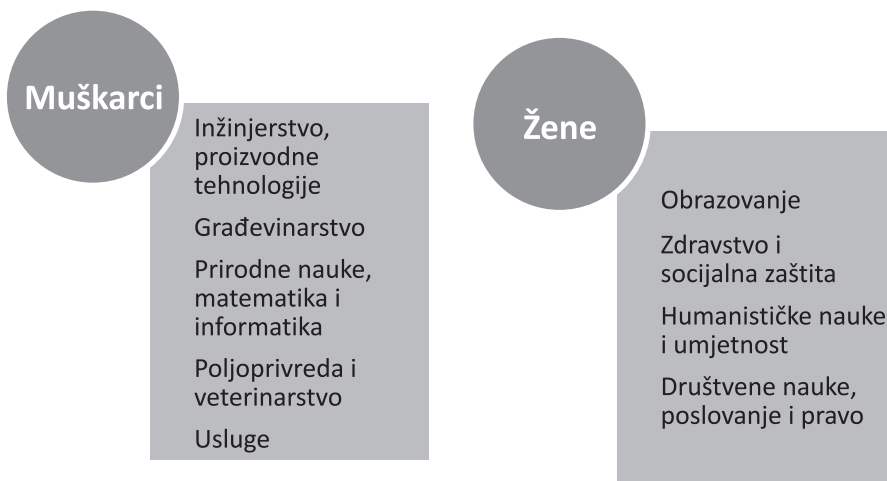 Muškarci
Inžinjerstvo,
proizvodne
tehnologije
Građevinarstvo
Prirodne nauke,
matematika i
informatika
Poljoprivreda i
veterinarstvo
Usluge
Žene
Obrazovanje
Zdravstvo i
socijalna zaštita
Humanističke nauke
i umjetnost
Društvene nauke,
poslovanje i pravo